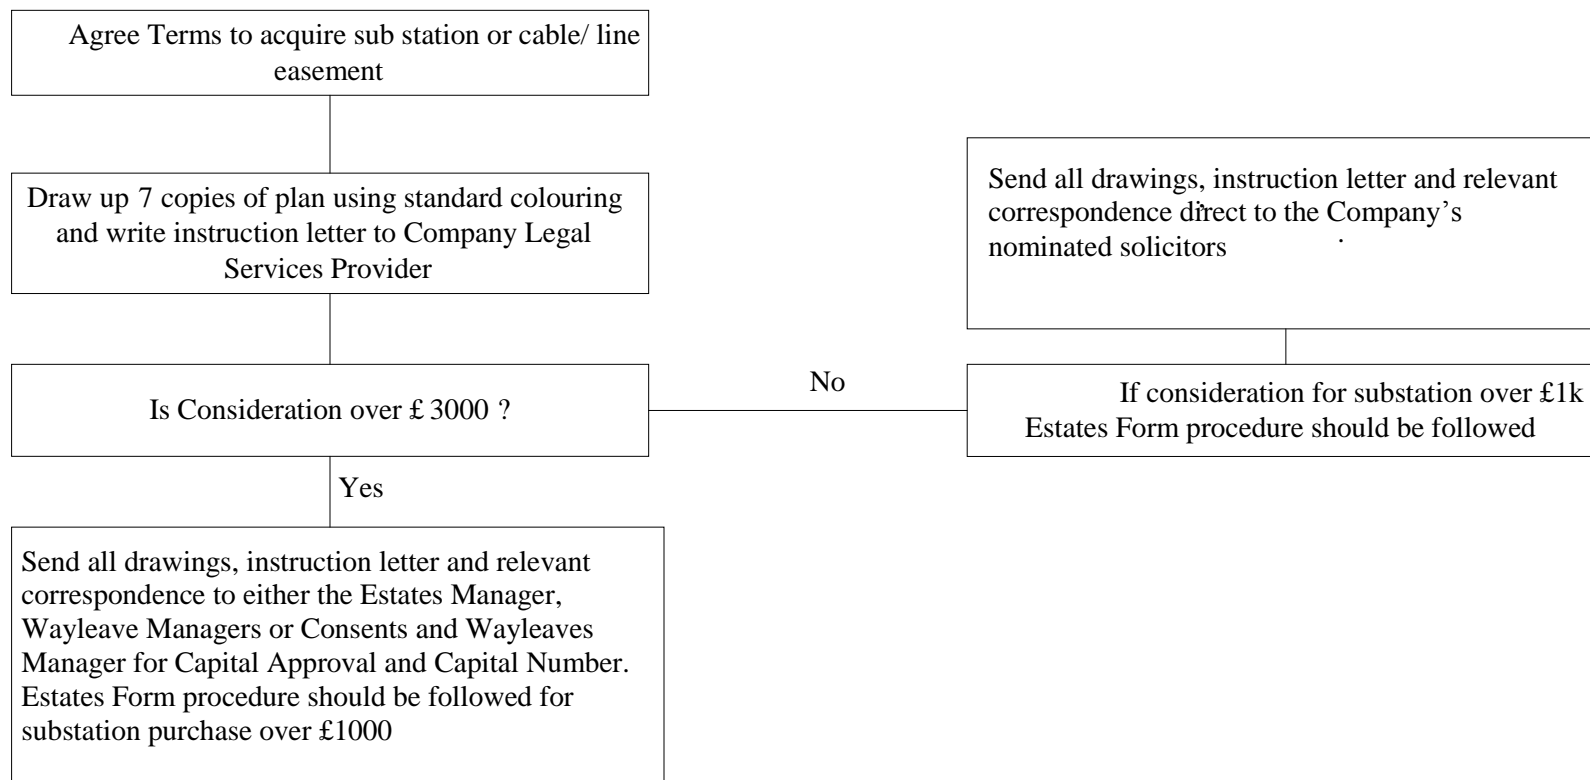 Agree Terms to acquire sub station or cable/ line
easement
Draw up 7 copies of plan using standard colouring
and write instruction letter to Company Legal
Services Provider
Send all drawings, instruction letter and relevant
correspondence direct to the Company’s
nominated solicitors
Is Consideration over £ 3000 ?
No
If consideration for substation over £1k
Estates Form procedure should be followed
Yes
Send all drawings, instruction letter and relevant
correspondence to either the Estates Manager,
Wayleave Managers or Consents and Wayleaves
Manager for Capital Approval and Capital Number.
Estates Form procedure should be followed for
substation purchase over £1000